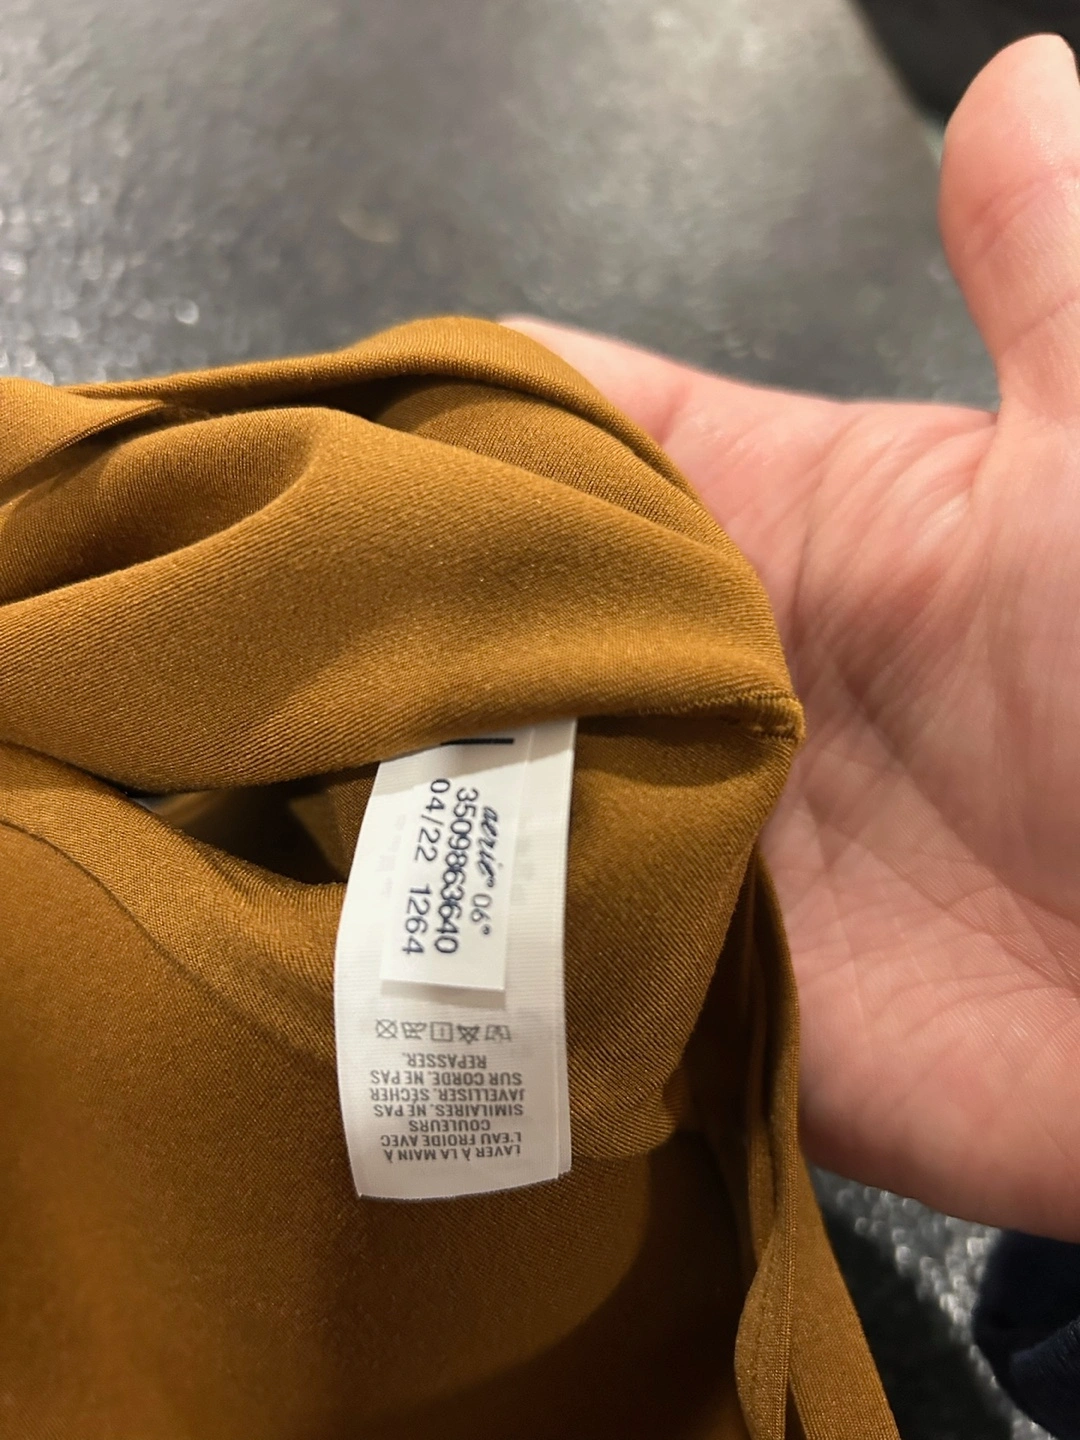 aerie® 06°
3509863640
04/22 1264
LAVER À LA MAIN À
L'EAU FROIDE AVEC
COULEURS
SIMILAIRES. NE PAS
JAVELLISER. SÉCHER
SUR CORDE. NE PAS
REPASSER.